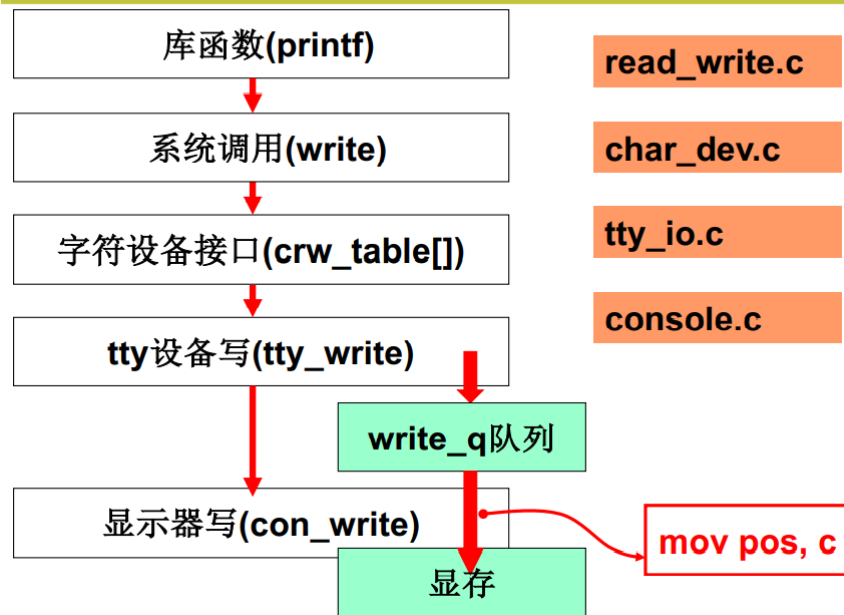 库函数(printf)
read_write.c
系统调用(write)
char_dev.c
字符设备接口(crw_table[])
tty_io.c
console.c
tty设备写(tty_write)
write_q队列
显示器写(con_write)
mov pos, c
显存